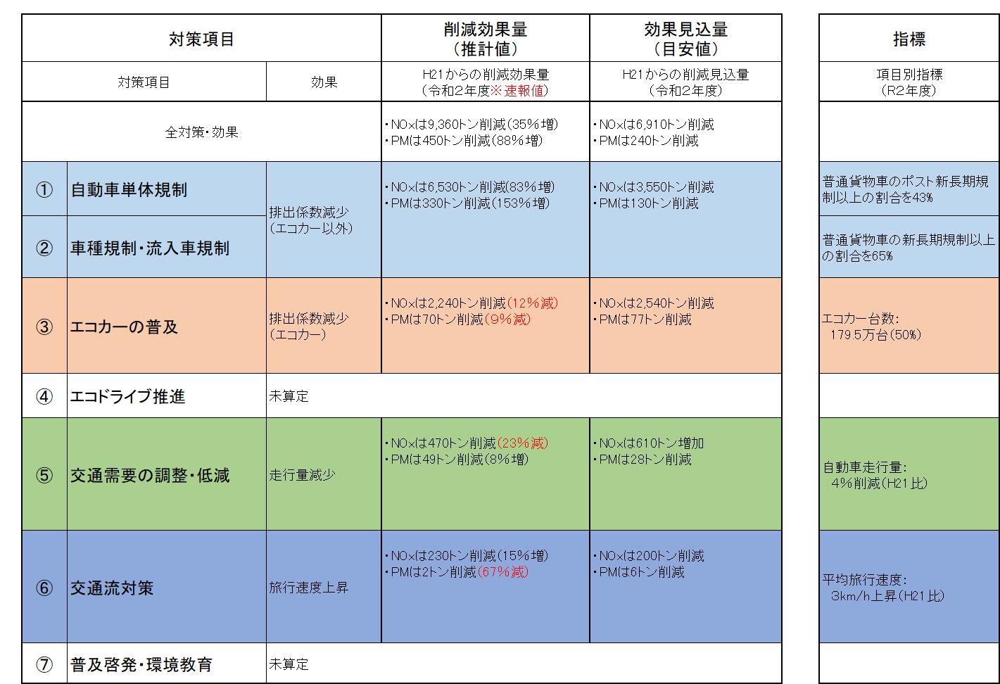 対策項目
削減効果量
（推計値）
効果見込量
（目安値）
指標
対策項目
効果
H21からの削減効果量
（令和２年度※速報値）
H21からの削減見込量
（令和２年度）
項目別指標
（R２年度）
全対策・効果
・NOxは9,360トン削減（35％増）
・PMは450トン削減（88％増）
・NOxは6,910トン削減
・PMは240トン削減
① 自動車単体規制
排出係数減少
（エコカー以外）
・NOxは6,530トン削減(83％増）
・PMは330トン削減（153％増）
・NOxは3,550トン削減
・PMは130トン削減
普通貨物車のポスト新長期規
制以上の割合を43%
② 車種規制・流入車規制
普通貨物車の新長期規制以上
の割合を65%
③ エコカーの普及
排出係数減少
（エコカー）
・NOxは2,240トン削減（12％減）
・PMは70トン削減（９％減）
・NOxは2,540トン削減
・PMは77トン削減
エコカー台数：
179.5万台（50%）
④ エコドライブ推進
未算定
⑤ 交通需要の調整・低減
走行量減少
・NOxは470トン削減（23％減）
・PMは49トン削減（8％増）
・NOxは610トン増加
・PMは28トン削減
自動車走行量：
４％削減（H21比）
⑥ 交通流対策
旅行速度上昇
・NOxは230トン削減（15％増）
・PMは2トン削減（67％減）
・NOxは200トン削減
・PMは6トン削減
平均旅行速度：
３km/h上昇（H21比）
⑦ 普及啓発・環境教育
未算定